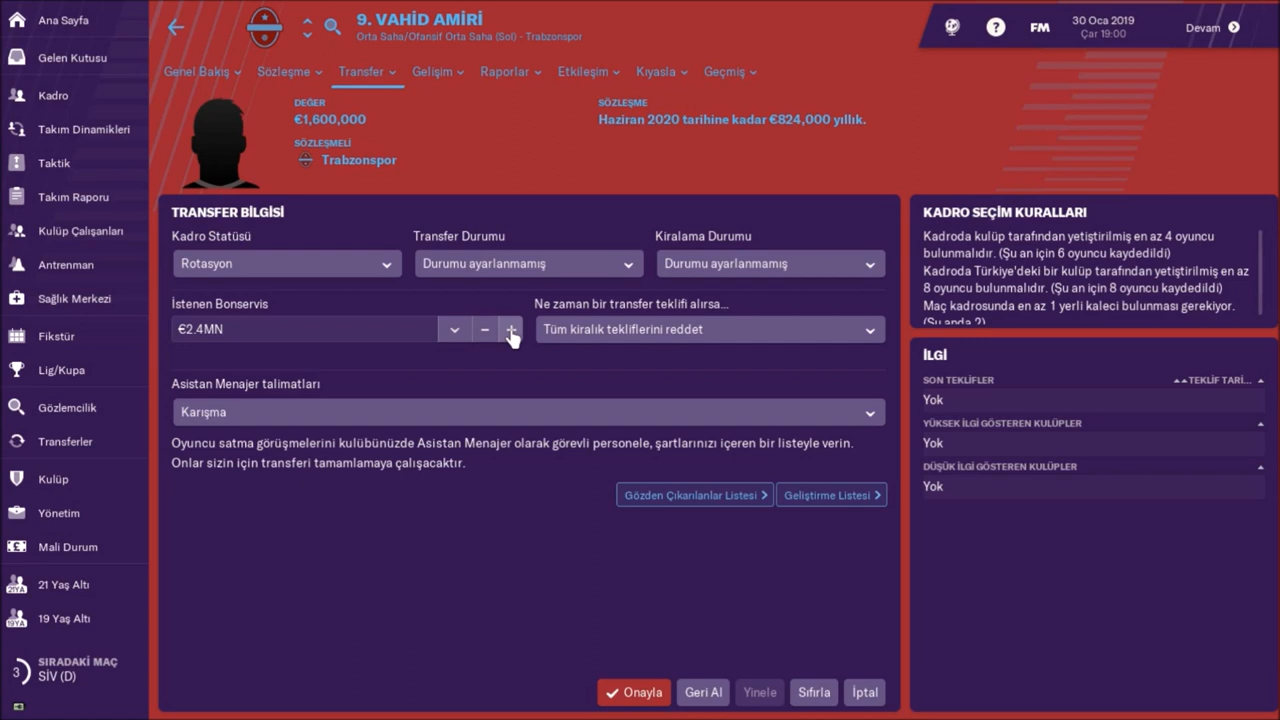 Ana Sayfa
Gelen Kutusu
Kadro
Takım Dinamikleri
Taktik
Takım Raporu
Kulüp Çalışanları
Antrenman
Sağlık Merkezi
Fikstür
Lig/Kupa
Gözlemcilik
Transferler
Kulüp
Yönetim
Mali Durum
21YA
21 Yaş Altı
19YA
19 Yaş Altı
3
SIRADAKİ MAÇ
SİV (D)
9. VAHİD AMİRİ
Orta Saha/Ofansif Orta Saha (Sol) - Trabzonspor
? FM
30 Oca 2019
Çar 19:00
Devam
Genel Bakış Sözleşme Transfer Gelişim Raporlar Etkileşim Kıyasla Geçmiş
DEĞER
€1,600,000
SÖZLEŞMELİ
Trabzonspor
SÖZLEŞME
Haziran 2020 tarihine kadar €824,000 yıllık.
TRANSFER BİLGİSİ
Kadro Statüsü Transfer Durumu Kiralama Durumu
Rotasyon Durumu ayarlanmamış Durumu ayarlanmamış
İstenen Bonservis Ne zaman bir transfer teklifi alırsa...
€2.4MN Tüm kiralık tekliflerini reddet
Asistan Menajer talimatları
Karışma
Oyuncu satma görüşmelerini kulübünüzde Asistan Menajer olarak görevli personele, şartlarınızı içeren bir listeyle verin.
Onlar sizin için transferi tamamlamaya çalışacaktır.
Gözden Çıkarılanlar Listesi Geliştirme Listesi
Onayla Geri Al Yinele Sıfırla İptal
KADRO SEÇİM KURALLARI
Kadroda kulüp tarafından yetiştirilmiş en az 4 oyuncu
bulunmalıdır. (Şu an için 6 oyuncu kaydedildi)
Kadroda Türkiye'deki bir kulüp tarafından yetiştirilmiş en az
8 oyuncu bulunmalıdır. (Şu an için 8 oyuncu kaydedildi)
Maç kadrosunda en az 1 yerli kaleci bulunması gerekiyor.
(Şu anda 2)
İLGİ
SON TEKLİFLER TEKLİF TARİ...
Yok
YÜKSEK İLGİ GÖSTEREN KULÜPLER
Yok
DÜŞÜK İLGİ GÖSTEREN KULÜPLER
Yok